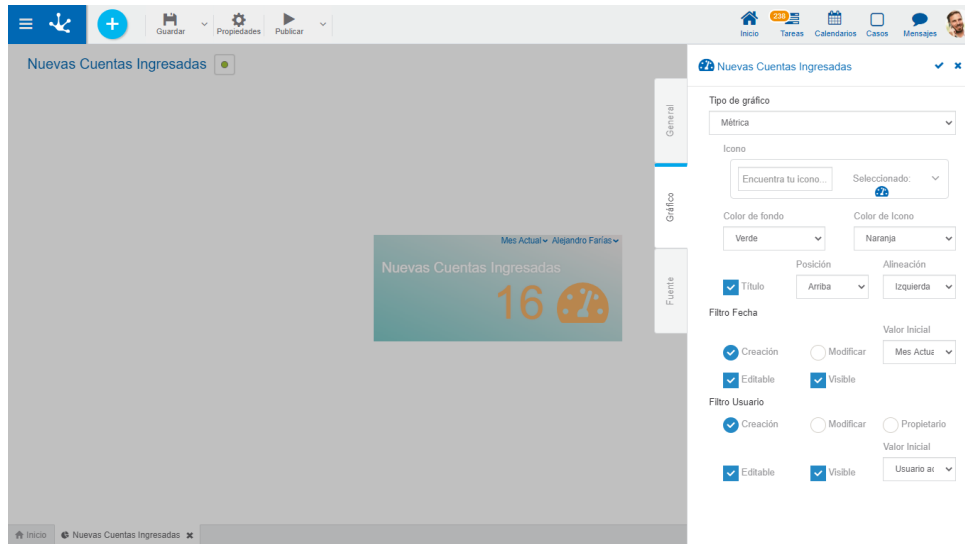 Guardar
Propiedades
Publicar
Inicio
238
Tareas
Calendarios
Casos
Mensajes
Nuevas Cuentas Ingresadas
General
Gráfico
Fuente
Mes Actual Alejandro Farías
Nuevas Cuentas Ingresadas
16
Nuevas Cuentas Ingresadas
Tipo de gráfico
Métrica
Icono
Encuentra tu icono... Seleccionado:
Color de fondo Color de Icono
Verde Naranja
Posición Alineación
Título Arriba Izquierda
Filtro Fecha
Valor Inicial
Creación Modificar Mes Actua
Editable Visible
Filtro Usuario
Creación Modificar Propietario
Valor Inicial
Editable Visible Usuario ac
Inicio Nuevas Cuentas Ingresadas